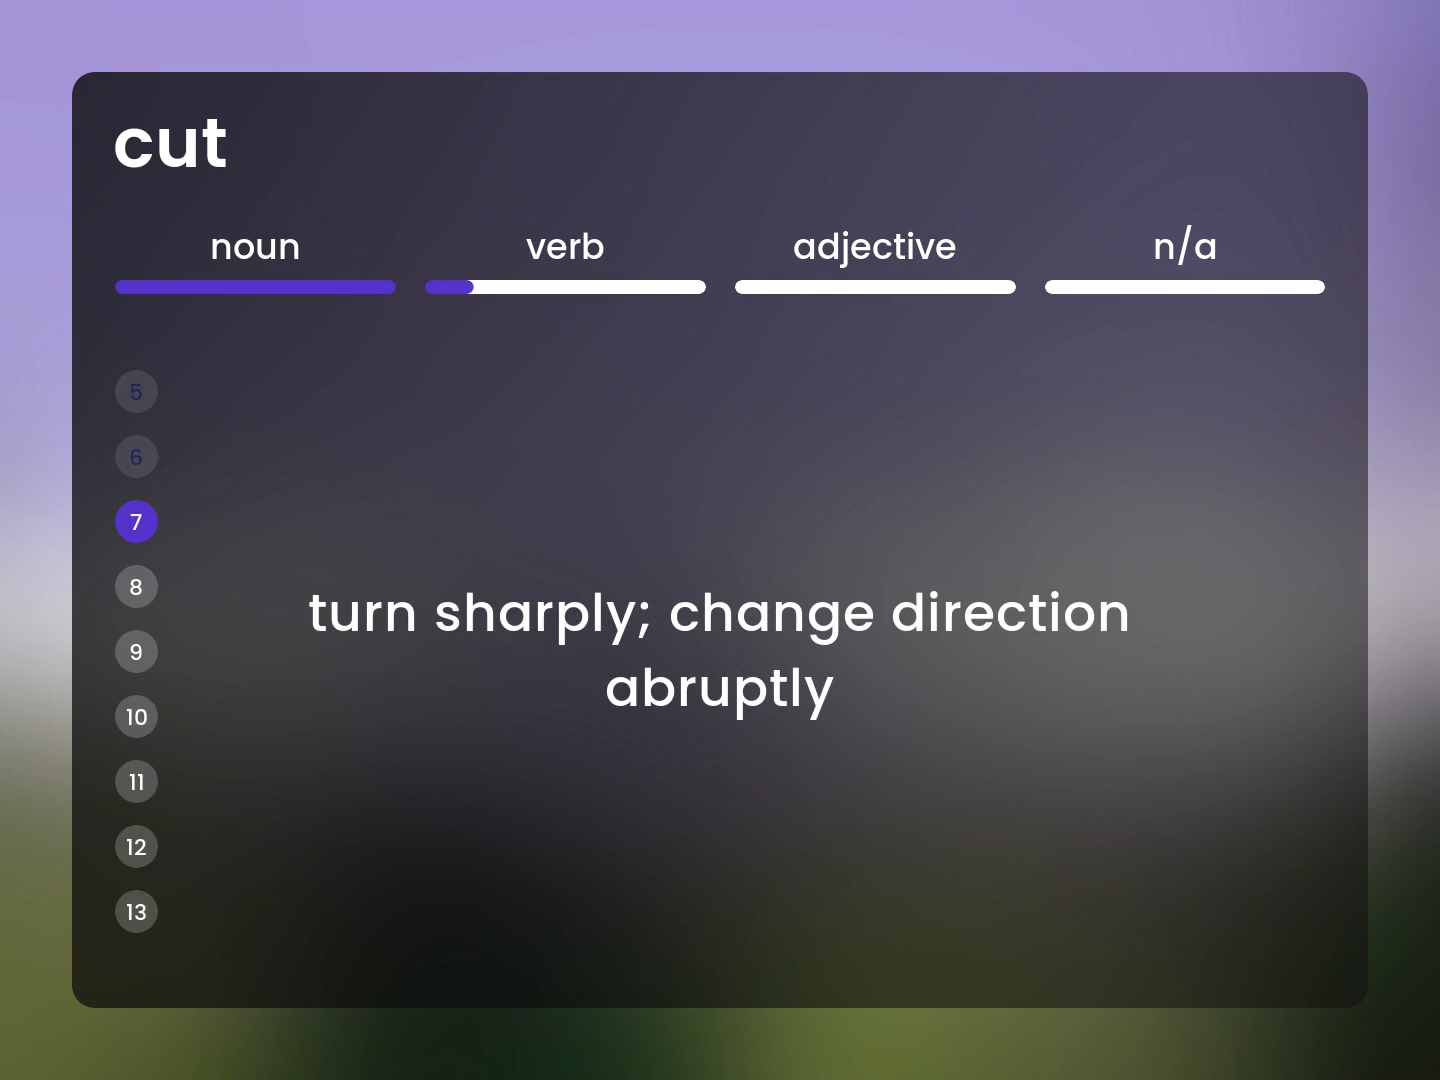 cut
noun verb adjective n/a
5
6
7
8
9
10
11
12
13
turn sharply; change direction
abruptly